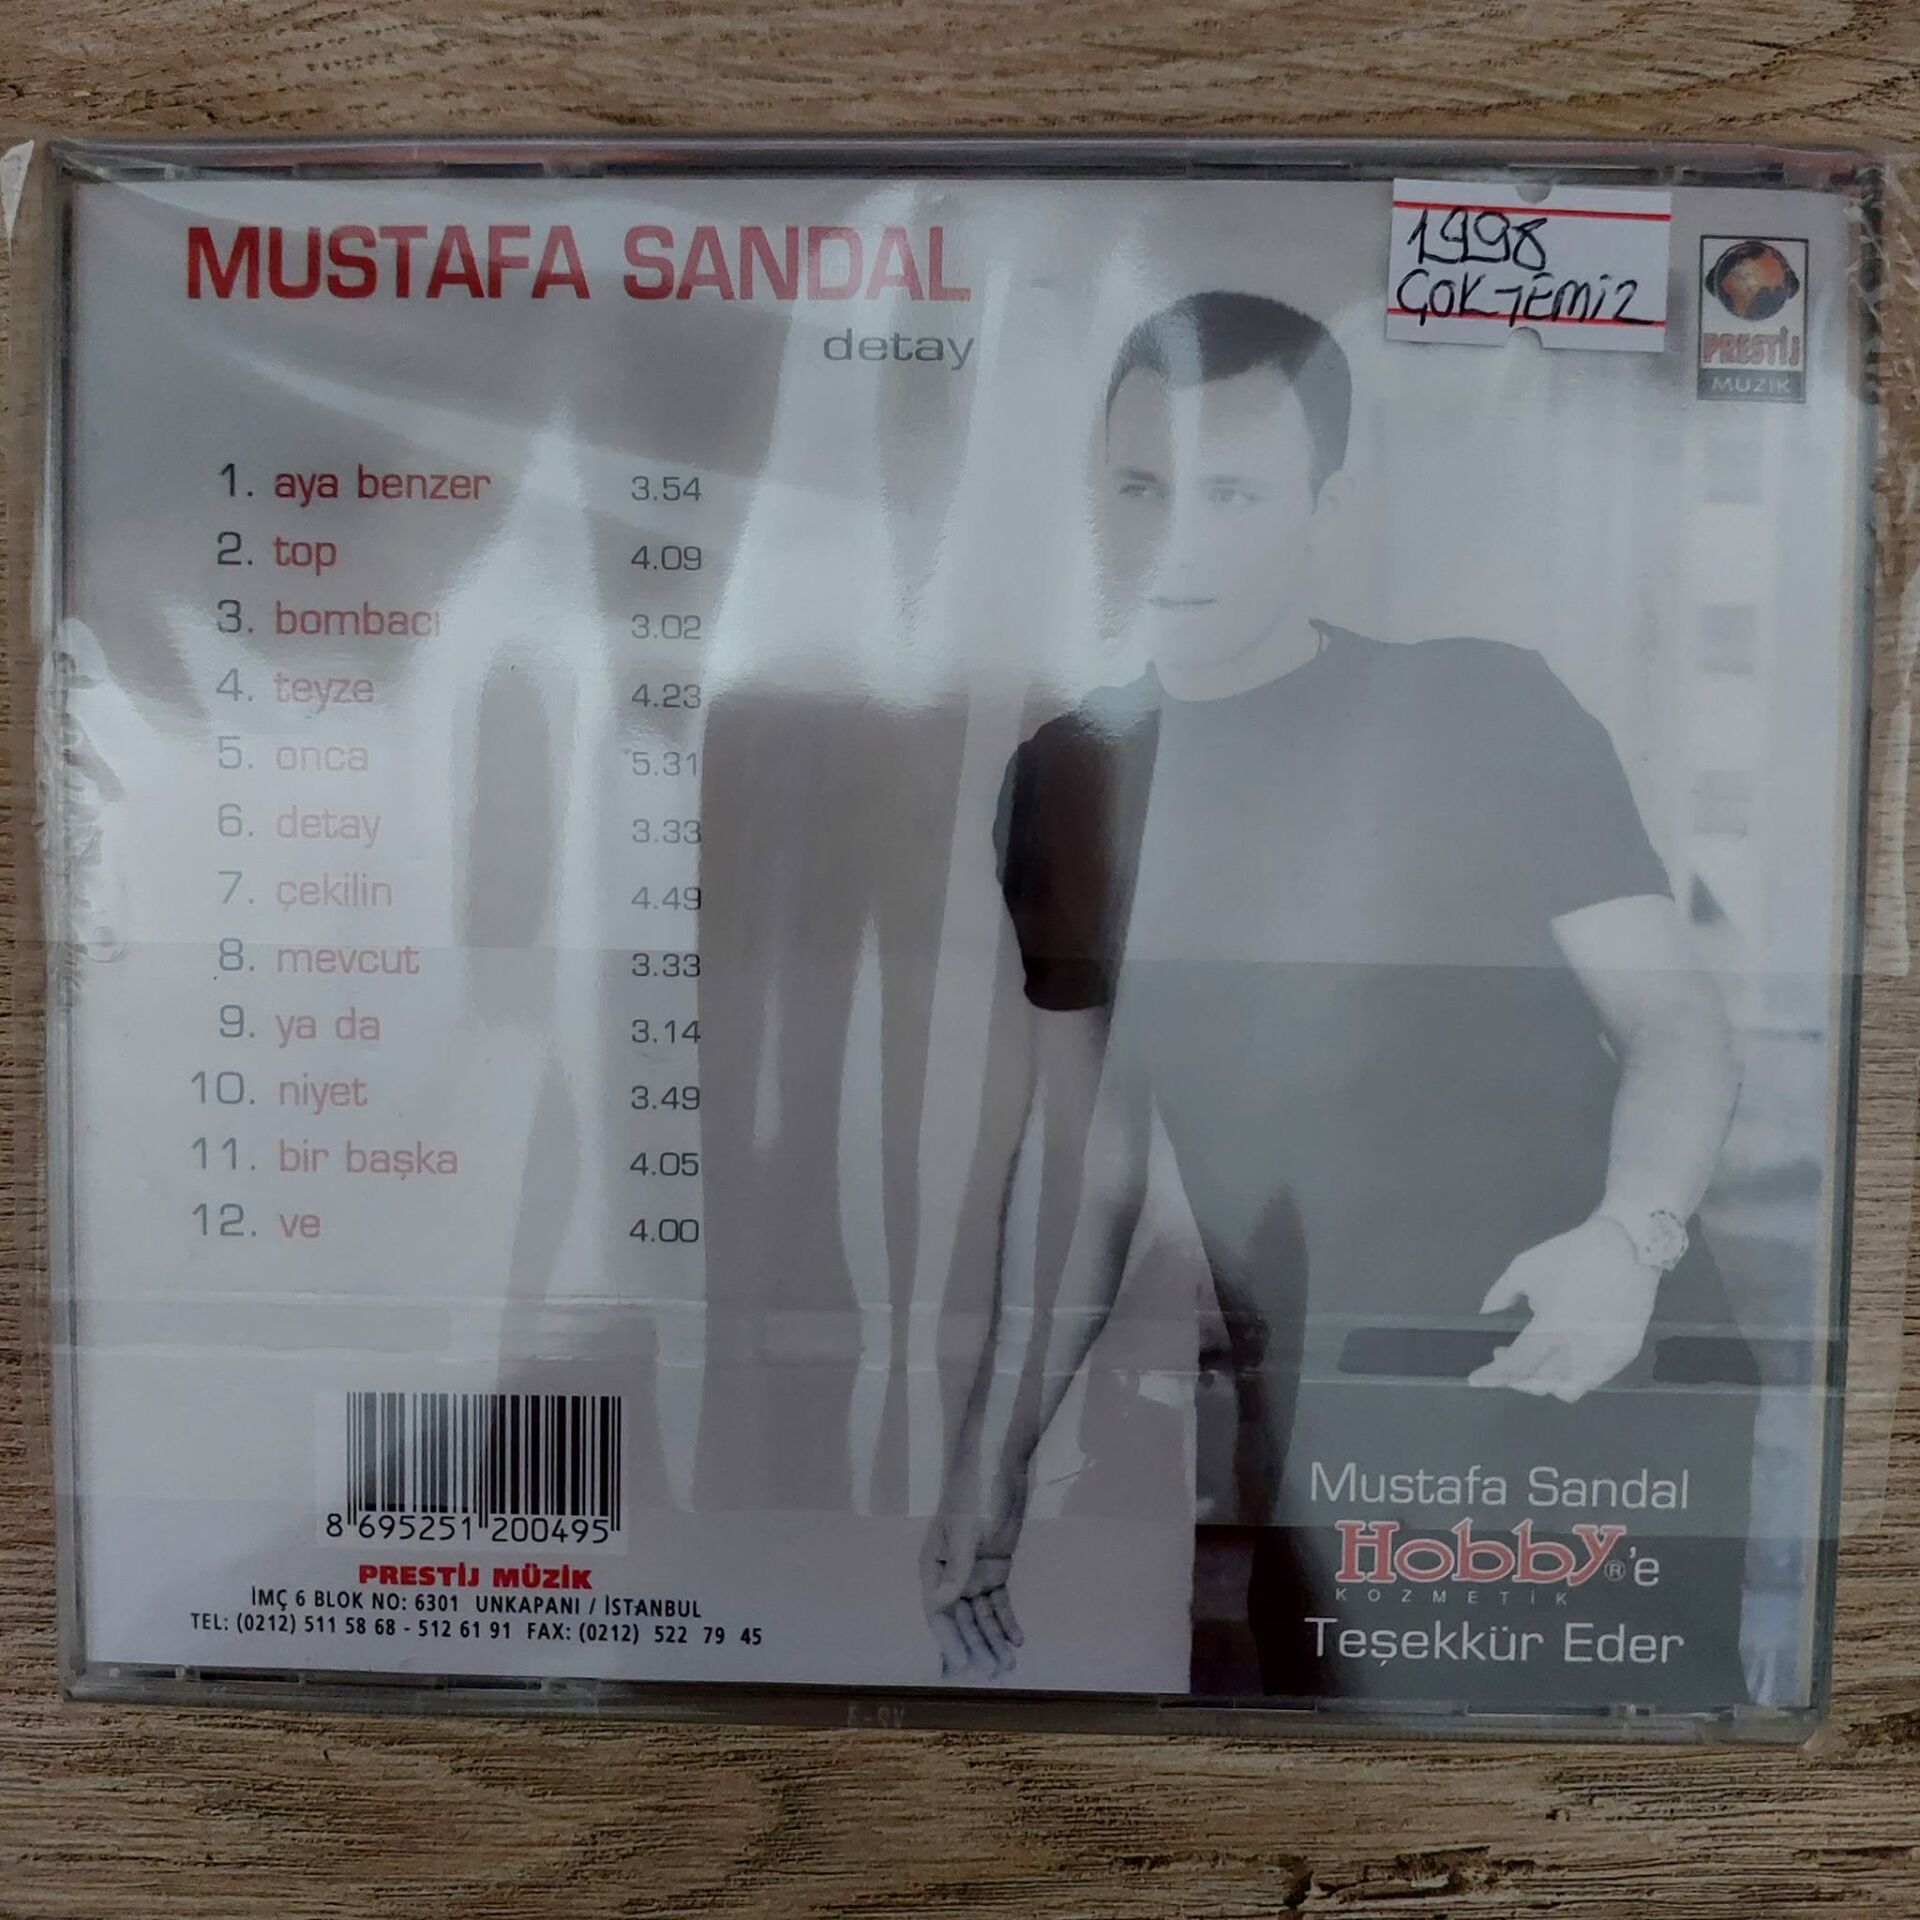 MUSTAFA SANDAL
detay
1998
ÇOK TEMİZ
PRESTİJ
MÜZİK
1. aya benzer 3.54
2. top 4.09
3. bombacı 3.02
4. teyze 4.23
5. onca 5.31
6. detay 3.33
7. çekilin 4.49
8. mevcut 3.33
9. ya da 3.14
10. niyet 3.49
11. bir başka 4.05
12. ve 4.00
8 695251 200495
PRESTİJ MÜZİK
İMÇ 6 BLOK NO: 6301 UNKAPANI / İSTANBUL
TEL: (0212) 511 58 68 - 512 61 91 FAX: (0212) 522 79 45
Mustafa Sandal
Hobby®'e
KOZMETİK
Teşekkür Eder